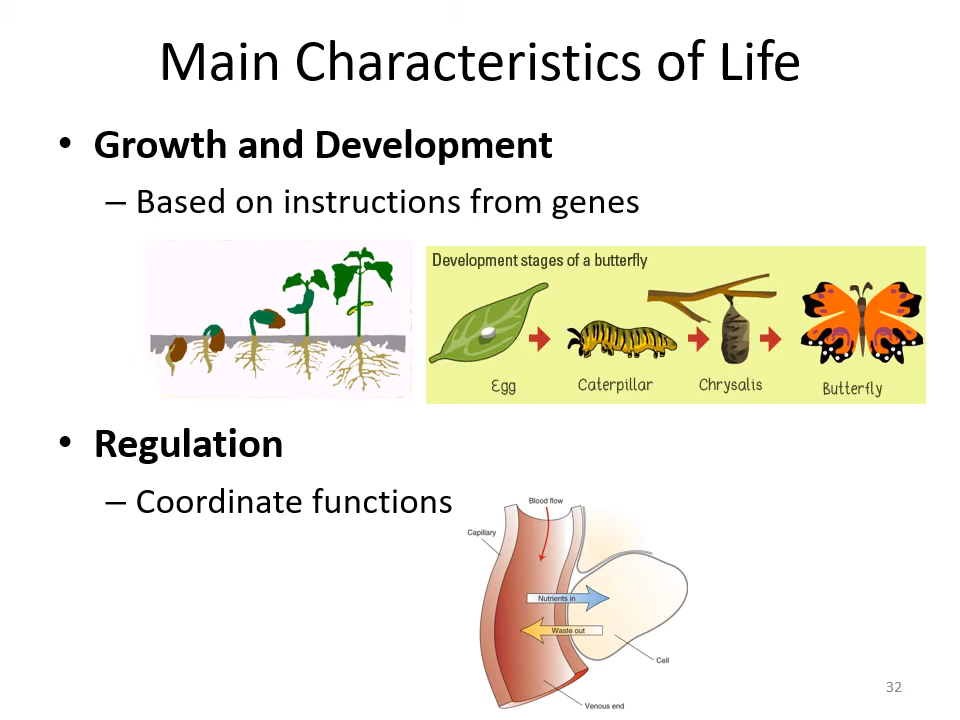 Main Characteristics of Life
• Growth and Development
– Based on instructions from genes
Development stages of a butterfly
Egg
Caterpillar
Chrysalis
Butterfly
• Regulation
– Coordinate functions
Blood flow
Capillary
Nutrients in
Waste out
Cell
Venous end
32